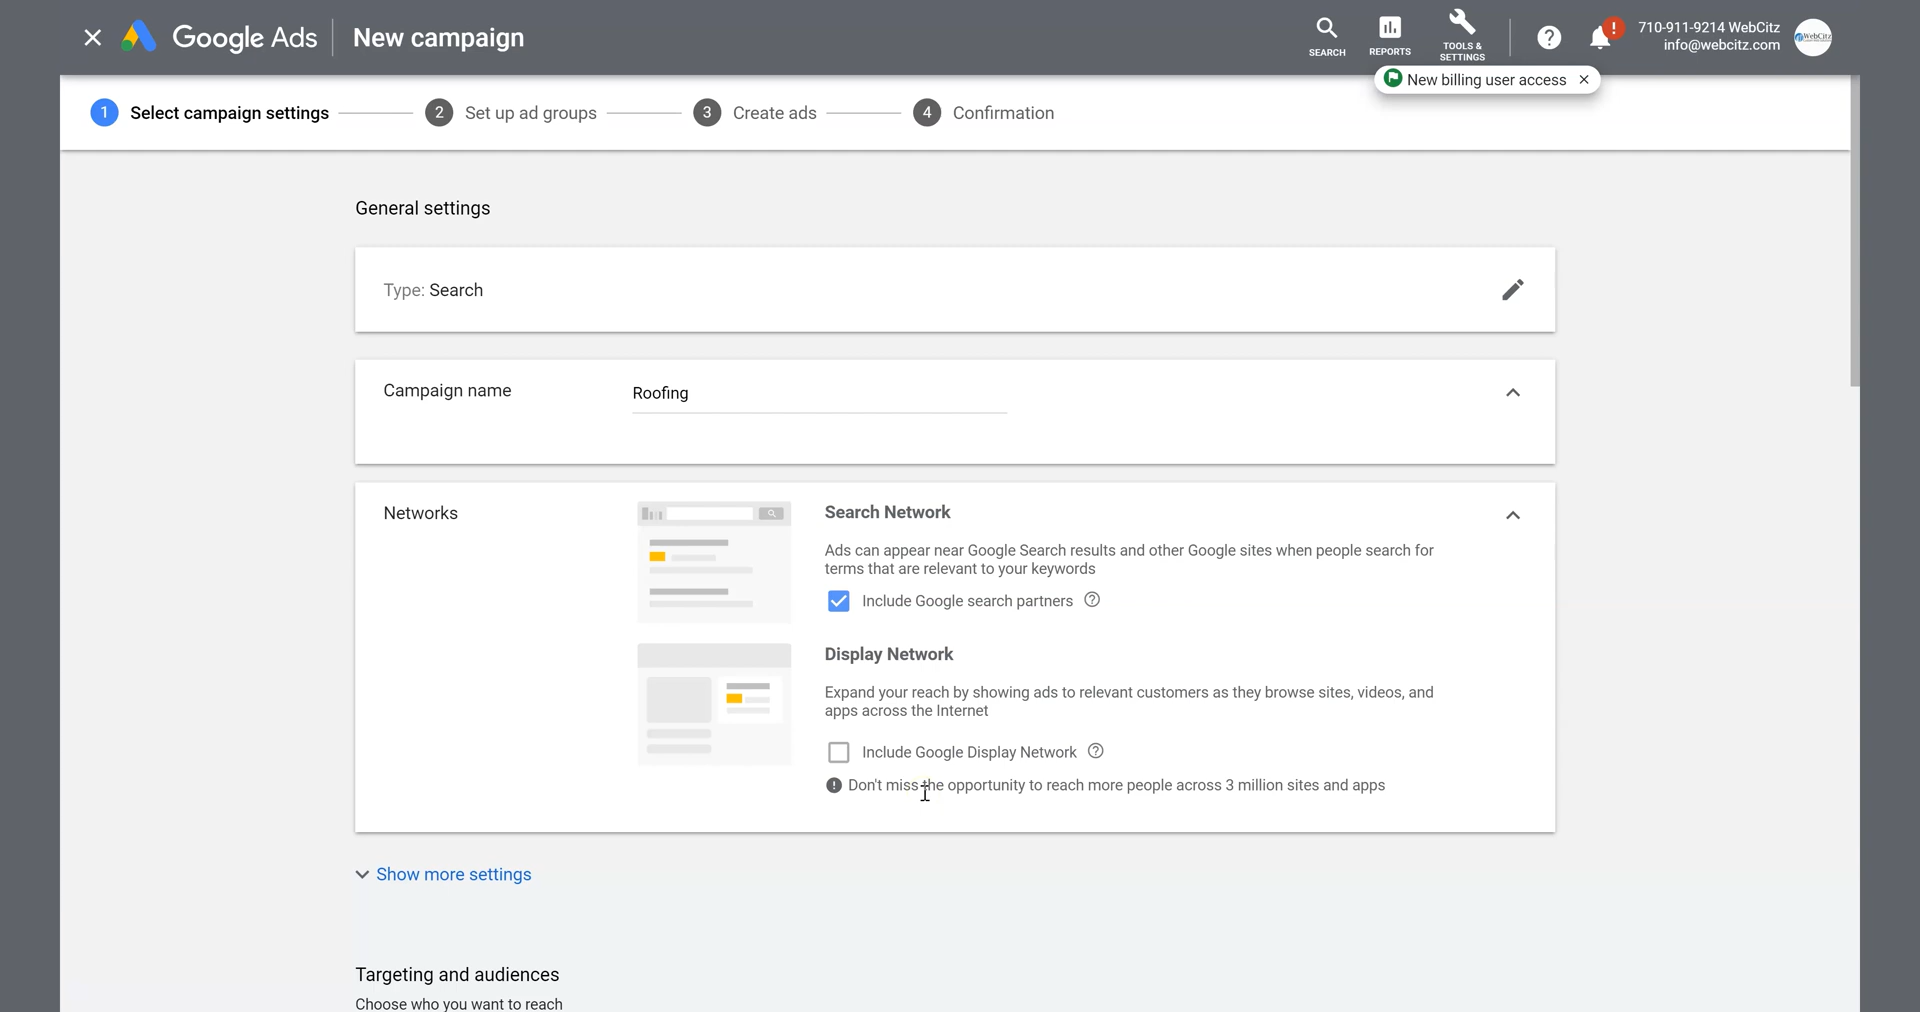 Google Ads
New campaign
SEARCH
REPORTS
TOOLS &
SETTINGS
710-911-9214 WebCitz
info@webcitz.com
WebCitz
New billing user access
1 Select campaign settings
2 Set up ad groups
3 Create ads
4 Confirmation
General settings
Type: Search
Campaign name
Roofing
Networks
Search Network
Ads can appear near Google Search results and other Google sites when people search for
terms that are relevant to your keywords
Include Google search partners
Display Network
Expand your reach by showing ads to relevant customers as they browse sites, videos, and
apps across the Internet
Include Google Display Network
Don't miss the opportunity to reach more people across 3 million sites and apps
Show more settings
Targeting and audiences
Choose who you want to reach